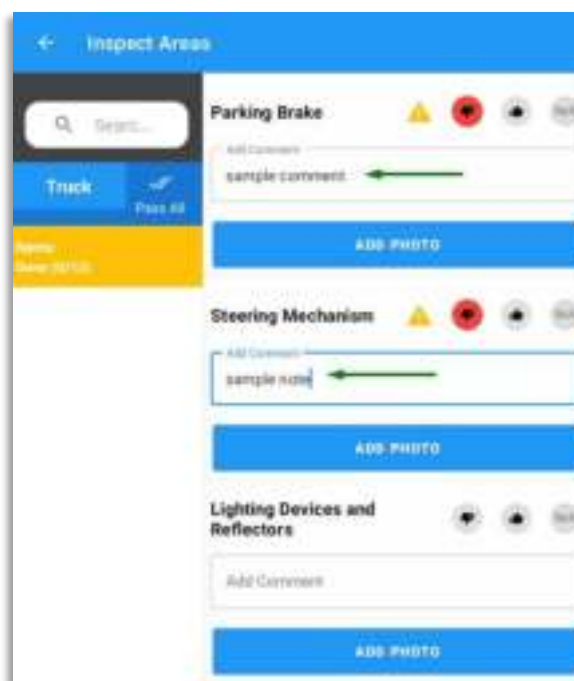 Inspect Areas
Parking Brake
Add Comment
sample comment
Truck
Pass All
ADD PHOTO
Steering Mechanism
Add Comment
sample note
ADD PHOTO
Lighting Devices and
Reflectors
Add Comment
ADD PHOTO